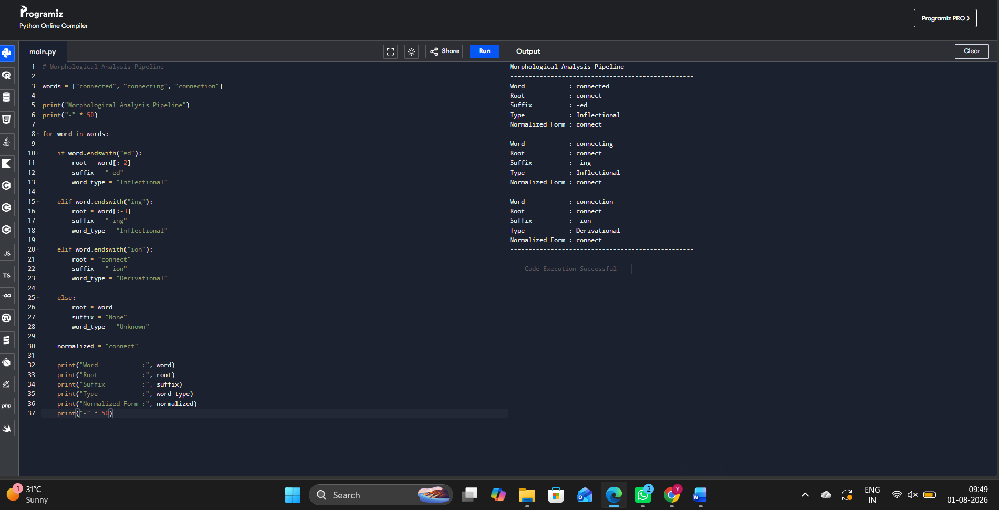 Programiz
Python Online Compiler
Programiz PRO >
main.py
Share
Run
Output
Clear
1 # Morphological Analysis Pipeline
2
3 words = ["connected", "connecting", "connection"]
4
5 print("Morphological Analysis Pipeline")
6 print("-" * 50)
7
8 for word in words:
9
10     if word.endswith("ed"):
11         root = word[:-2]
12         suffix = "-ed"
13         word_type = "Inflectional"
14
15     elif word.endswith("ing"):
16         root = word[:-3]
17         suffix = "-ing"
18         word_type = "Inflectional"
19
20     elif word.endswith("ion"):
21         root = "connect"
22         suffix = "-ion"
23         word_type = "Derivational"
24
25     else:
26         root = word
27         suffix = "None"
28         word_type = "Unknown"
29
30     normalized = "connect"
31
32     print("Word            :", word)
33     print("Root            :", root)
34     print("Suffix          :", suffix)
35     print("Type            :", word_type)
36     print("Normalized Form :", normalized)
37     print("-" * 50)
Morphological Analysis Pipeline
--------------------------------------------------
Word            : connected
Root            : connect
Suffix          : -ed
Type            : Inflectional
Normalized Form : connect
--------------------------------------------------
Word            : connecting
Root            : connect
Suffix          : -ing
Type            : Inflectional
Normalized Form : connect
--------------------------------------------------
Word            : connection
Root            : connect
Suffix          : -ion
Type            : Derivational
Normalized Form : connect
--------------------------------------------------
=== Code Execution Successful ===
JS
TS
GO
php
1
31°C
Sunny
Search
2
Y
W
ENG
IN
09:49
01-08-2026